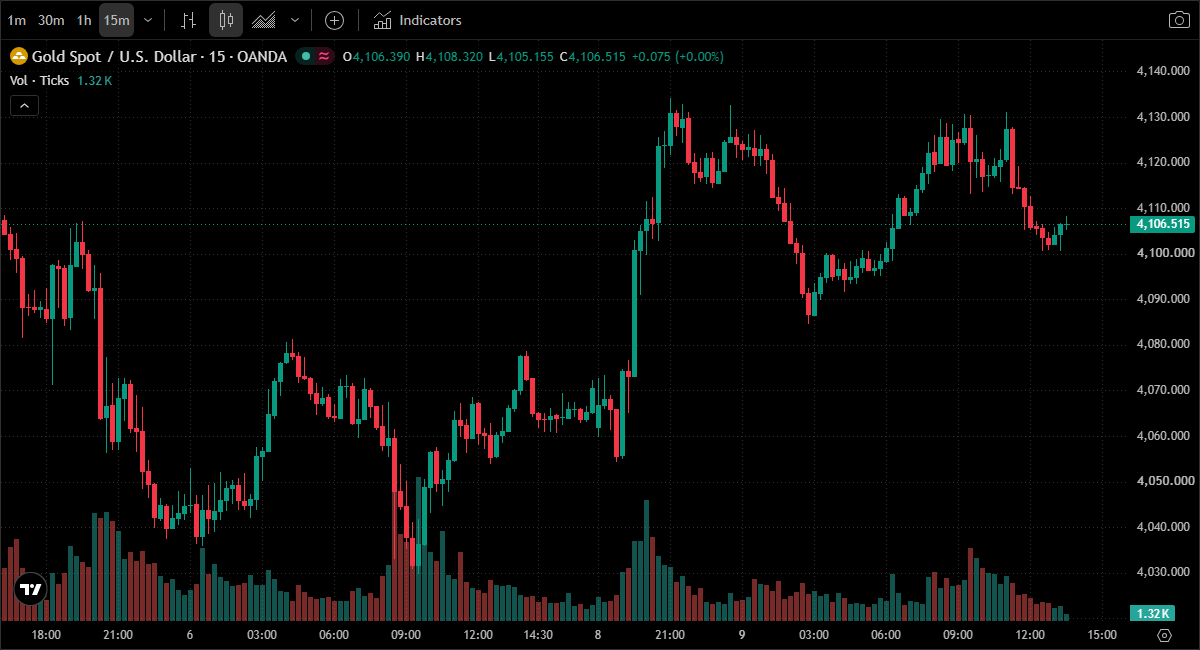 1m 30m 1h 15m Indicators
Gold Spot / U.S. Dollar · 15 · OANDA O4,106.390 H4,108.320 L4,105.155 C4,106.515 +0.075 (+0.00%)
Vol · Ticks 1.32 K
4,140.000
4,130.000
4,120.000
4,110.000
4,106.515
4,100.000
4,090.000
4,080.000
4,070.000
4,060.000
4,050.000
4,040.000
4,030.000
1.32 K
18:00 21:00 6 03:00 06:00 09:00 12:00 14:30 8 21:00 9 03:00 06:00 09:00 12:00 15:00